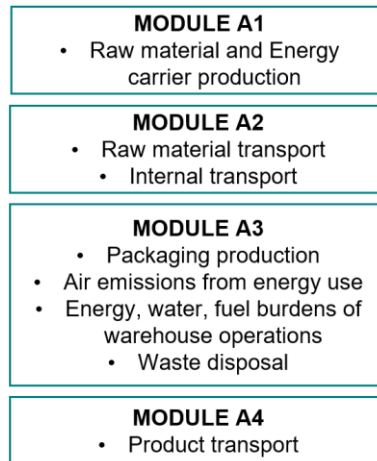 MODULE A1
• Raw material and Energy
carrier production
MODULE A2
• Raw material transport
• Internal transport
MODULE A3
• Packaging production
• Air emissions from energy use
• Energy, water, fuel burdens of
warehouse operations
• Waste disposal
MODULE A4
• Product transport